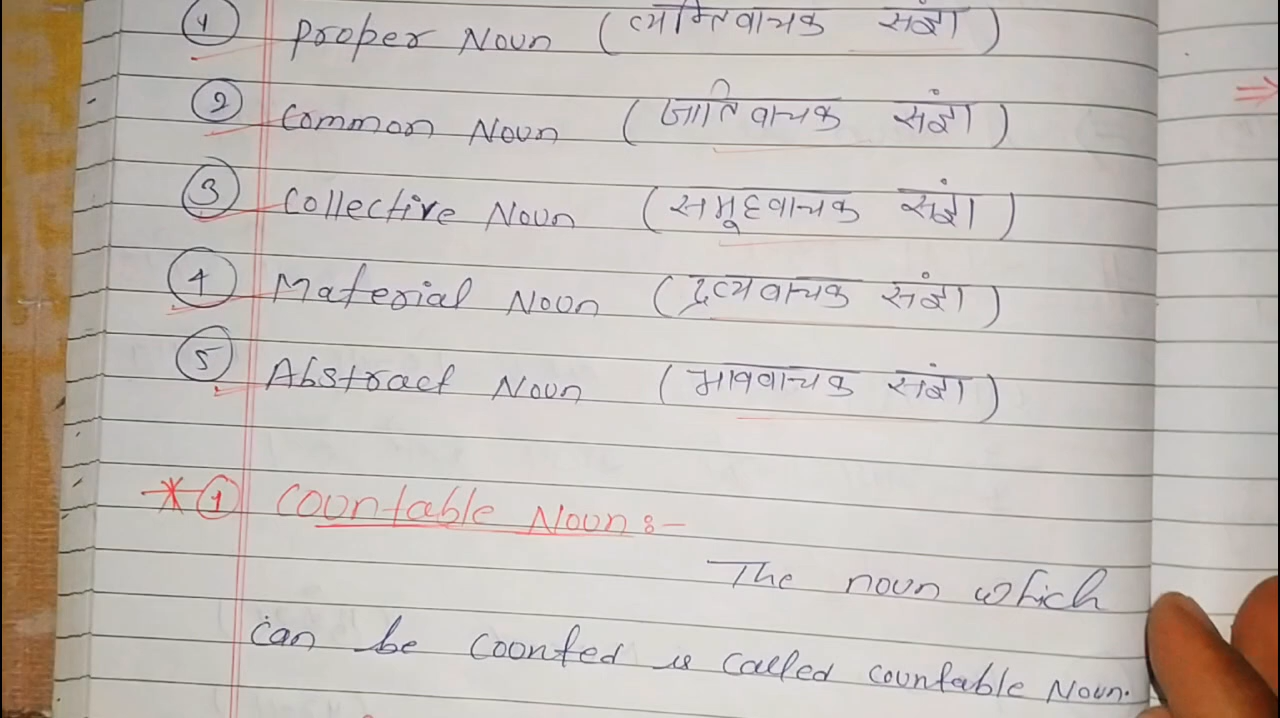 ① Proper Noun (व्यक्तिवाचक संज्ञा)
② Common Noun (जातिवाचक संज्ञा)
③ Collective Noun (समूहवाचक संज्ञा)
④ Material Noun (द्रव्यवाचक संज्ञा)
⑤ Abstract Noun (भाववाचक संज्ञा)
* ① Countable Noun :-
The noun which
can be counted is called countable Noun.